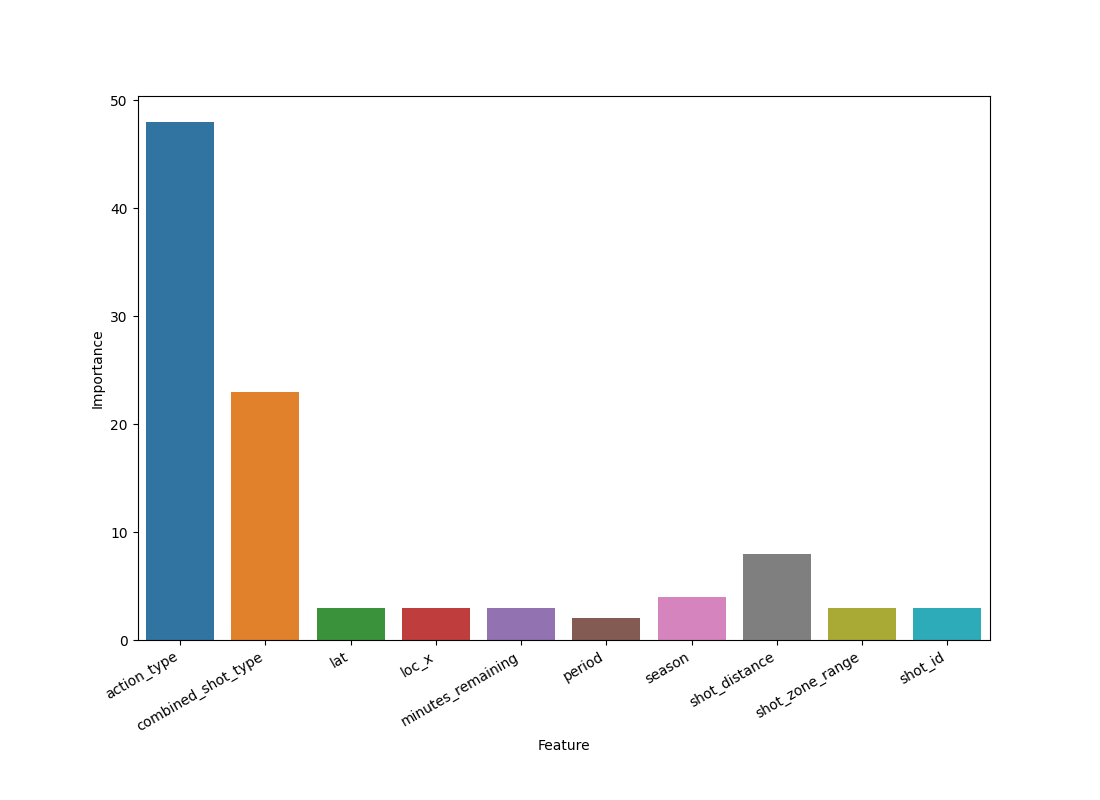 50
40
30
20
10
0
Importance
action_type
combined_shot_type
lat
loc_x
minutes_remaining
period
season
shot_distance
shot_zone_range
shot_id
Feature